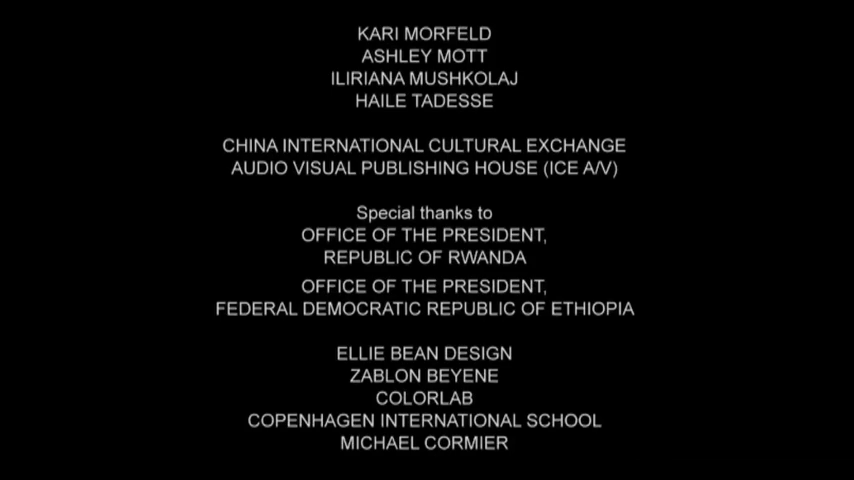 KARI MORFELD
ASHLEY MOTT
ILIRIANA MUSHKOLAJ
HAILE TADESSE
CHINA INTERNATIONAL CULTURAL EXCHANGE
AUDIO VISUAL PUBLISHING HOUSE (ICE A/V)
Special thanks to
OFFICE OF THE PRESIDENT,
REPUBLIC OF RWANDA
OFFICE OF THE PRESIDENT,
FEDERAL DEMOCRATIC REPUBLIC OF ETHIOPIA
ELLIE BEAN DESIGN
ZABLON BEYENE
COLORLAB
COPENHAGEN INTERNATIONAL SCHOOL
MICHAEL CORMIER